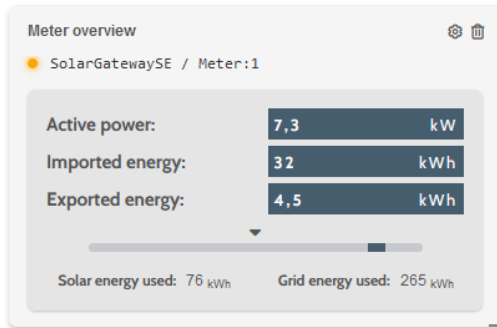 Meter overview
SolarGatewaySE / Meter:1
Active power: 7,3 kW
Imported energy: 32 kWh
Exported energy: 4,5 kWh
Solar energy used: 76 kWh Grid energy used: 265 kWh